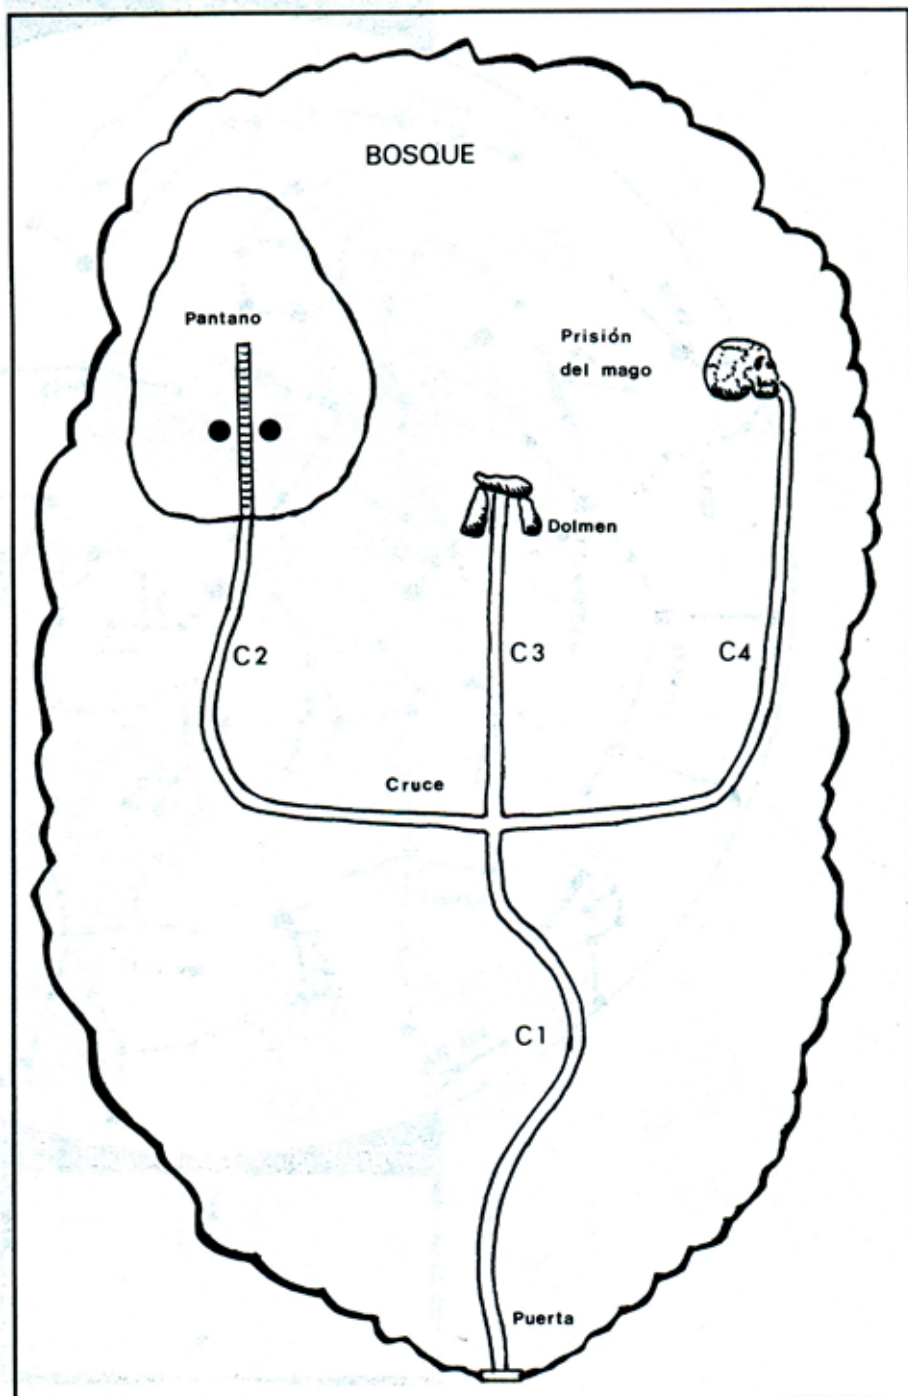 BOSQUE
Pantano
Prisión
del mago
Dolmen
C2
C3
C4
Cruce
C1
Puerta